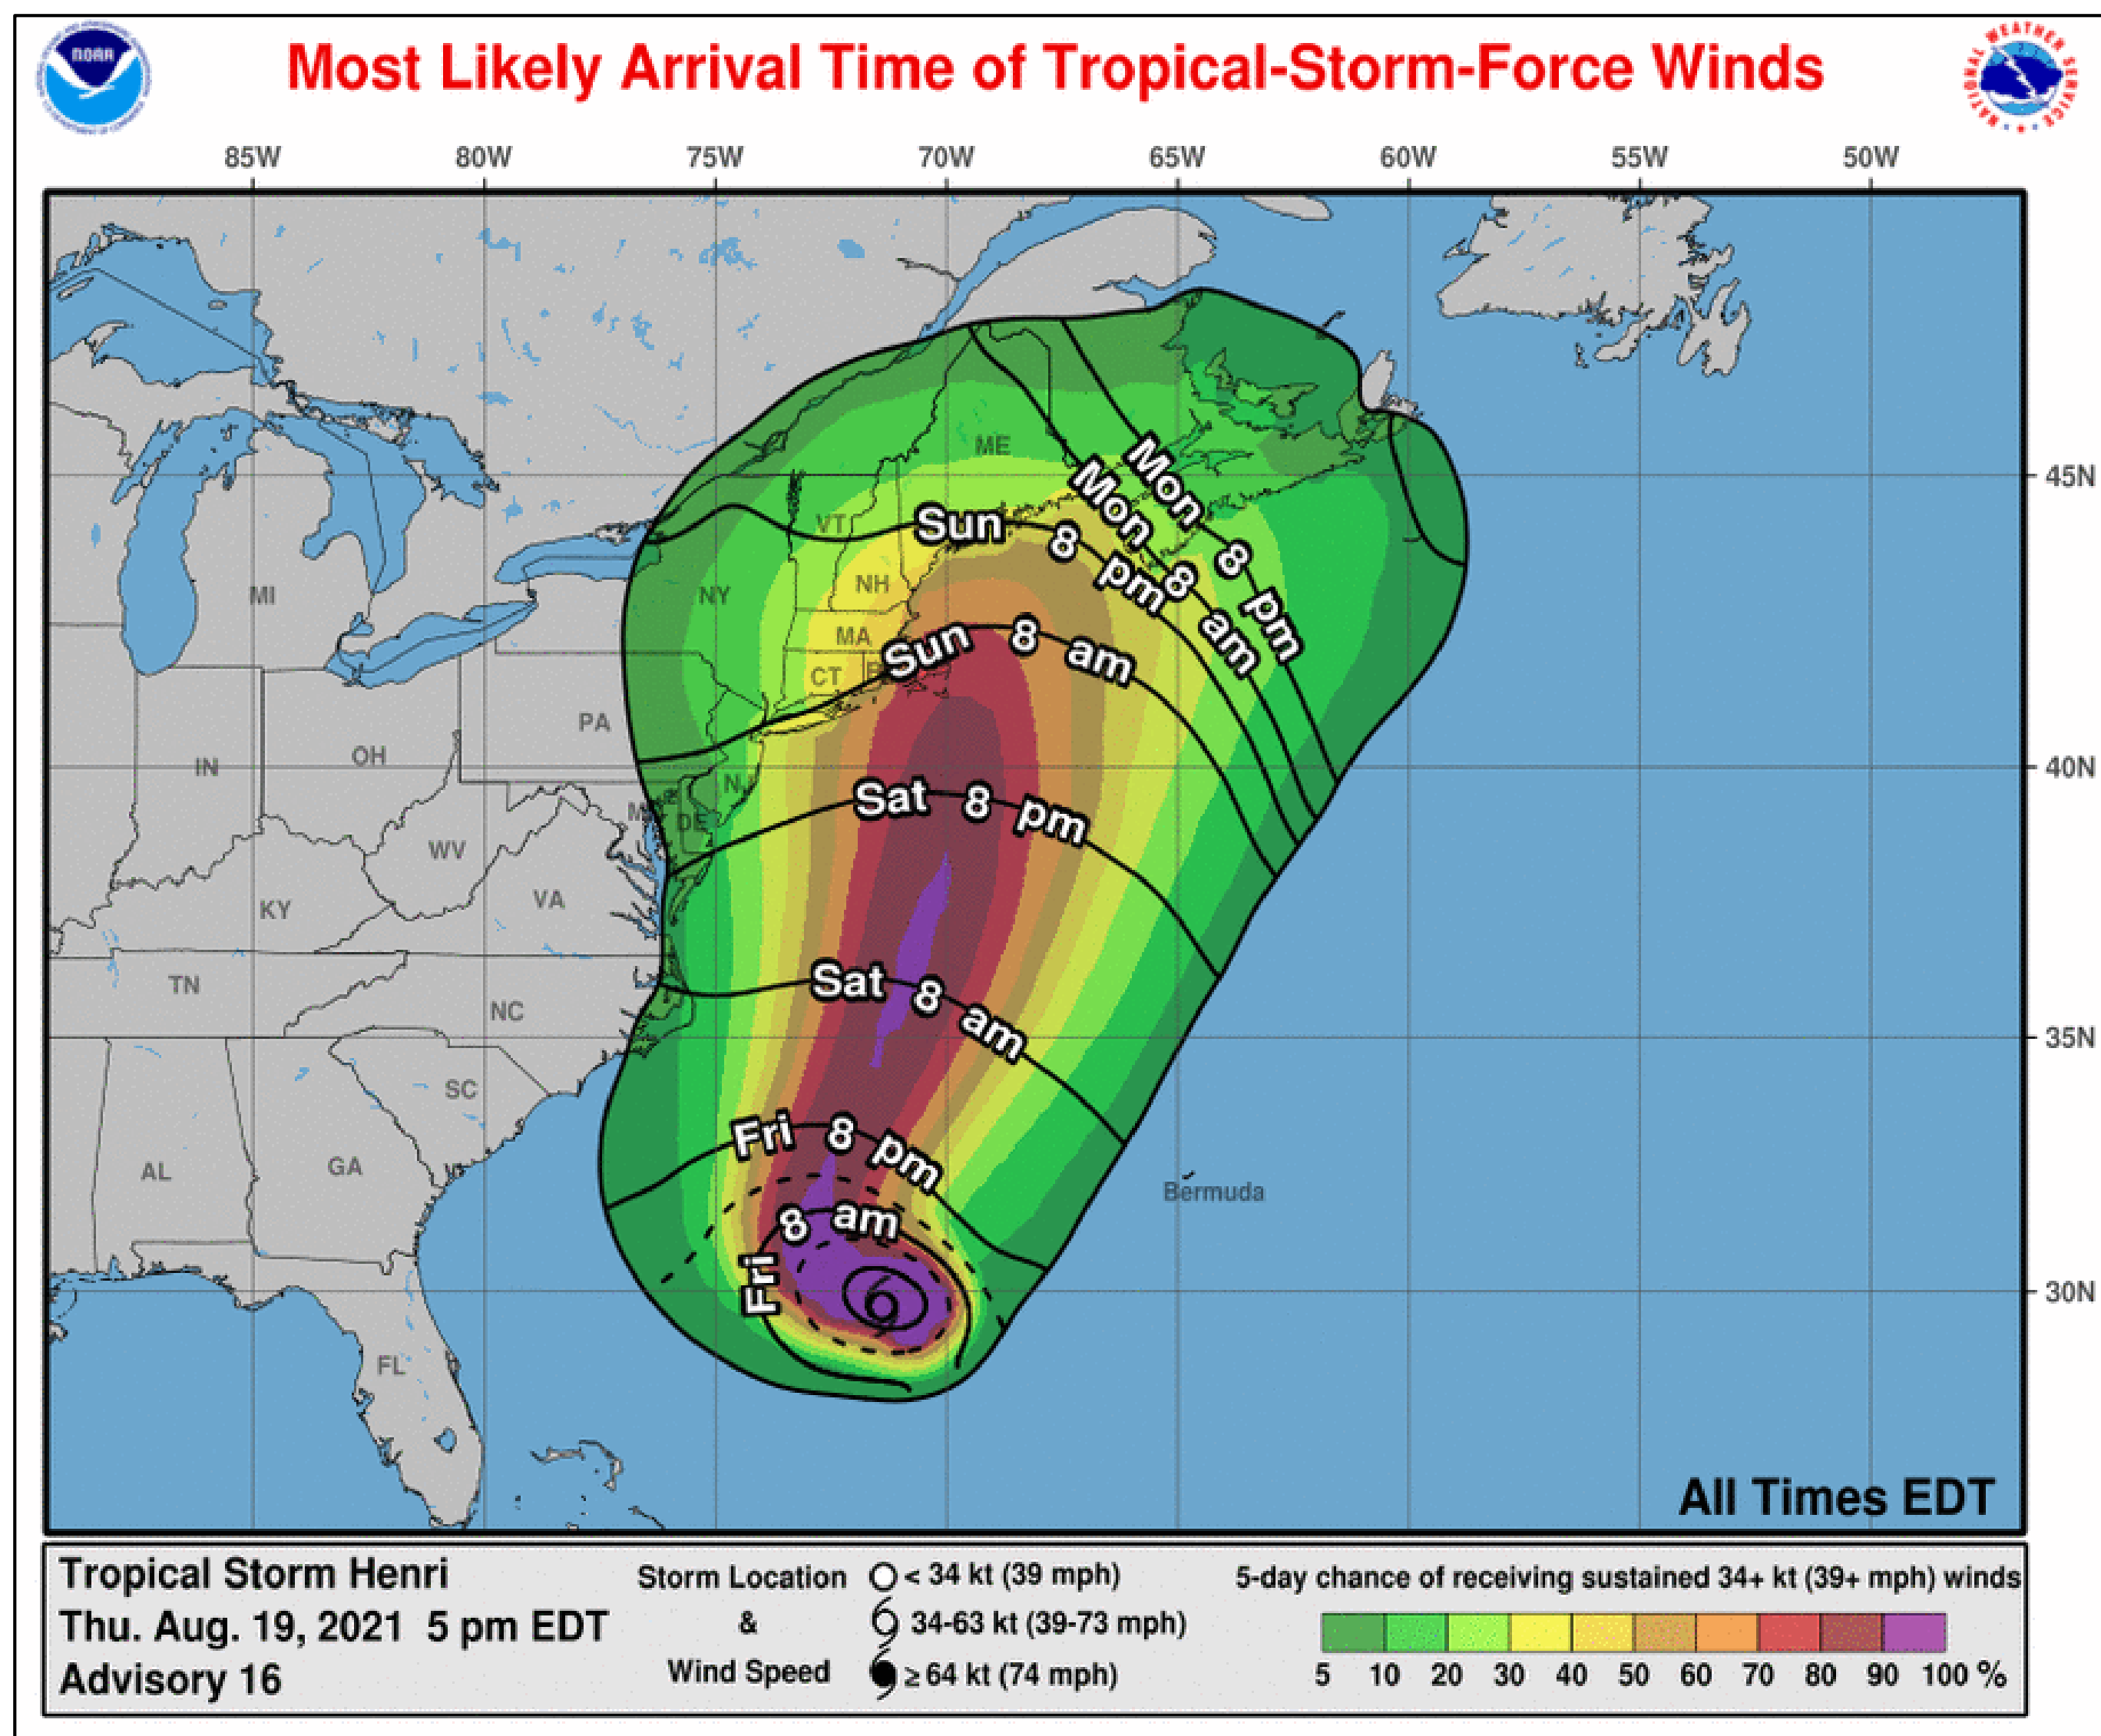 NOAA
Most Likely Arrival Time of Tropical-Storm-Force Winds
NATIONAL WEATHER SERVICE
85W 80W 75W 70W 65W 60W 55W 50W
45N
40N
35N
30N
ME
VT
NH
NY
MA
CT
MI
PA
NJ
OH
IN
DE
WV
VA
KY
TN
NC
SC
AL
GA
FL
Bermuda
Mon 8 pm
Mon 8 am
Sun 8 pm
Sun 8 am
Sat 8 pm
Sat 8 am
Fri 8 pm
Fri 8 am
All Times EDT
Tropical Storm Henri
Thu. Aug. 19, 2021 5 pm EDT
Advisory 16
Storm Location
&
Wind Speed
< 34 kt (39 mph)
34-63 kt (39-73 mph)
≥ 64 kt (74 mph)
5-day chance of receiving sustained 34+ kt (39+ mph) winds
5 10 20 30 40 50 60 70 80 90 100 %